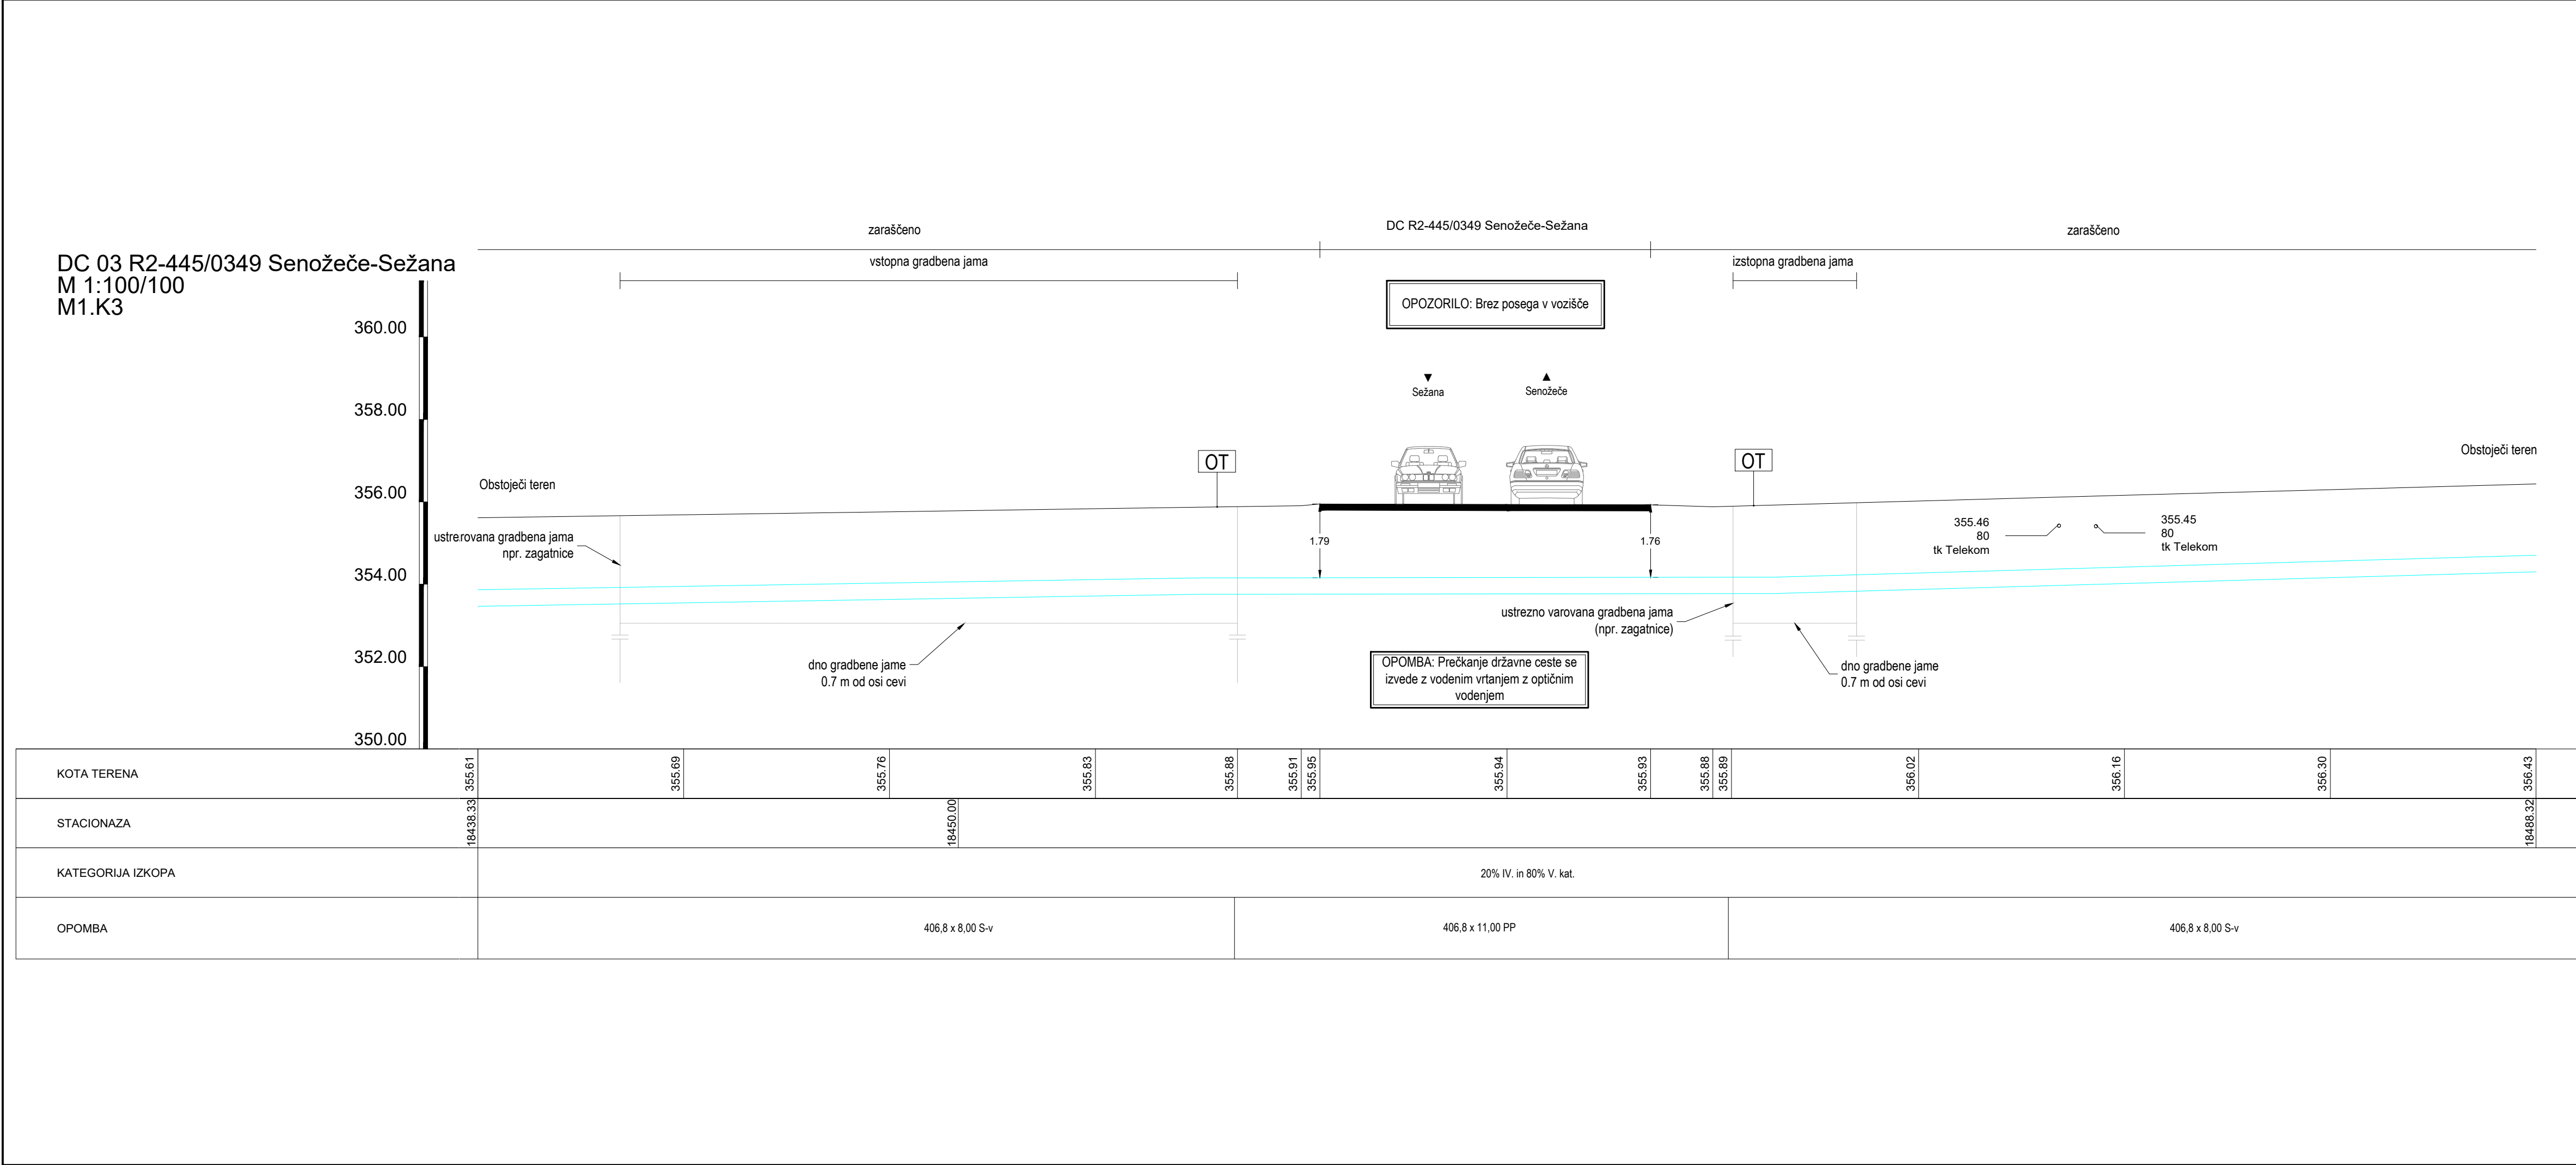 zaraščeno
DC R2-445/0349 Senožeče-Sežana
zaraščeno
DC 03 R2-445/0349 Senožeče-Sežana
M 1:100/100
M1.K3
vstopna gradbena jama
izstopna gradbena jama
OPOZORILO: Brez posega v vozišče
360.00
358.00
356.00
354.00
352.00
350.00
Sežana
Senožeče
OT
OT
Obstoječi teren
Obstoječi teren
ustre.rovana gradbena jama
npr. zagatnice
1.79
1.76
355.46
80
tk Telekom
355.45
80
tk Telekom
ustrezno varovana gradbena jama
(npr. zagatnice)
dno gradbene jame
0.7 m od osi cevi
OPOMBA: Prečkanje državne ceste se
izvede z vodenim vrtanjem z optičnim
vodenjem
dno gradbene jame
0.7 m od osi cevi
KOTA TERENA
355.61
355.69
355.76
355.83
355.88
355.91
355.95
355.94
355.93
355.88
355.89
356.02
356.16
356.30
356.43
STACIONAZA
18438.33
18450.00
18488.32
KATEGORIJA IZKOPA
20% IV. in 80% V. kat.
OPOMBA
406,8 x 8,00 S-v
406,8 x 11,00 PP
406,8 x 8,00 S-v